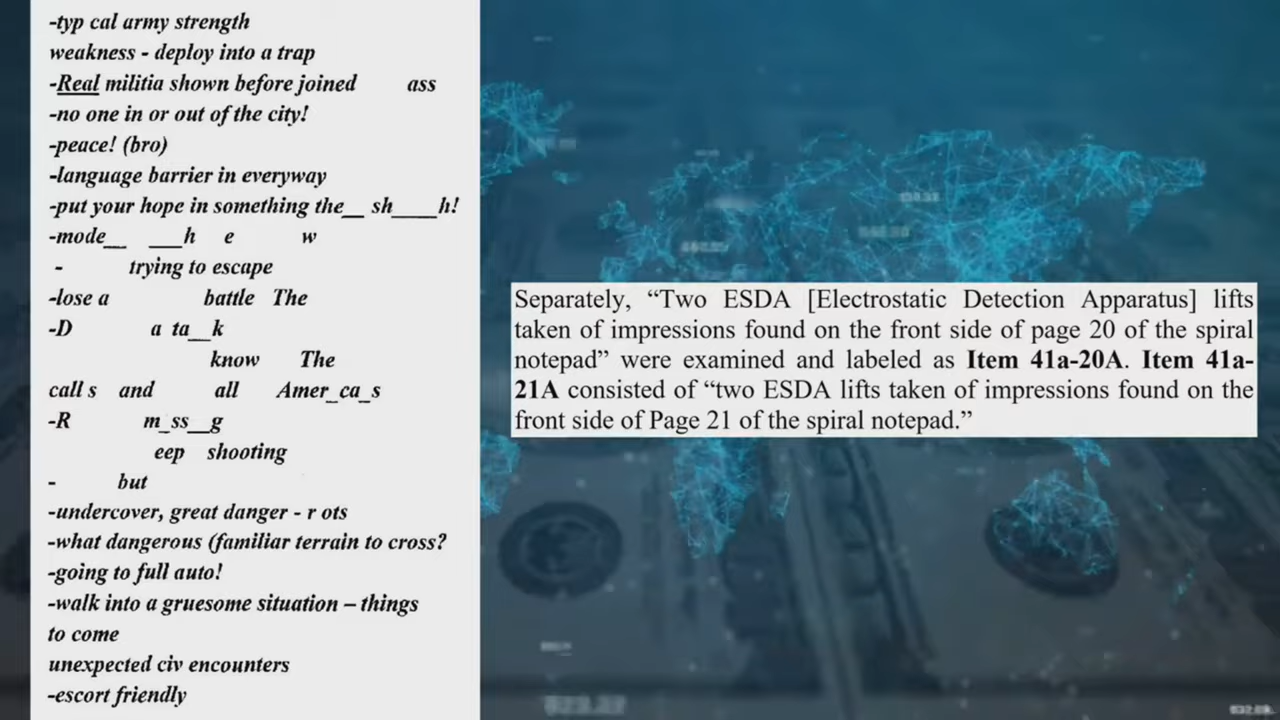 -typ cal army strength
weakness - deploy into a trap
-Real militia shown before joined ass
-no one in or out of the city!
-peace! (bro)
-language barrier in everyway
-put your hope in something the__ sh____h!
-mode__ ___h e w
- trying to escape
-lose a battle The
-D a ta__k
know The
call s and all Amer_ca_s
-R m_ss__g
eep shooting
- but
-undercover, great danger - r ots
-what dangerous (familiar terrain to cross?
-going to full auto!
-walk into a gruesome situation – things
to come
unexpected civ encounters
-escort friendly
Separately, “Two ESDA [Electrostatic Detection Apparatus] lifts
taken of impressions found on the front side of page 20 of the spiral
notepad” were examined and labeled as Item 41a-20A. Item 41a-
21A consisted of “two ESDA lifts taken of impressions found on the
front side of Page 21 of the spiral notepad.”